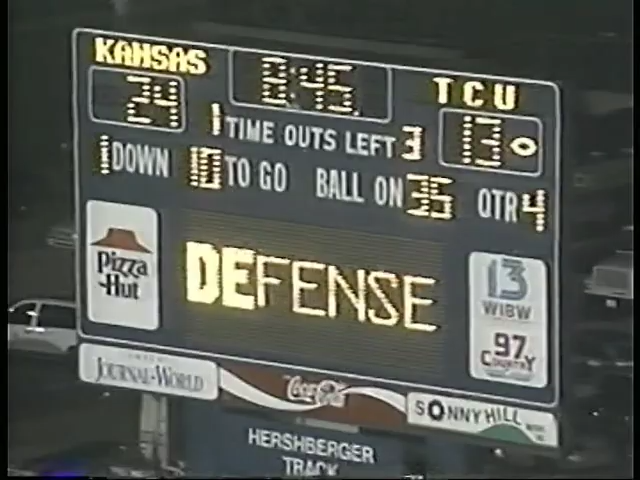 KANSAS 8:45 TCU
24 13
1 TIME OUTS LEFT 3
1 DOWN 10 TO GO BALL ON 35 QTR 4
Pizza Hut
DEFENSE
13
WIBW
97
COUNTRY
JOURNAL-WORLD
Coca-Cola
SONNY HILL
HERSHBERGER
TRACK